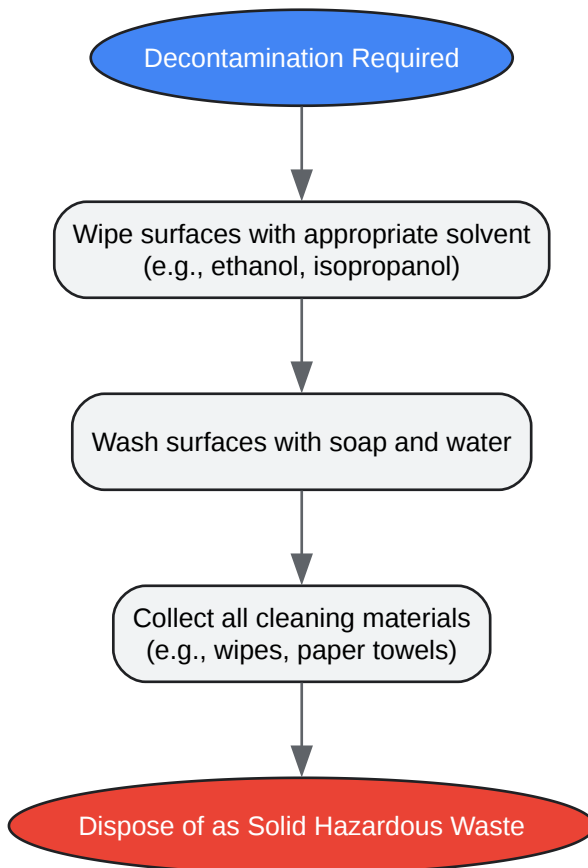 Decontamination Required
Wipe surfaces with appropriate solvent
(e.g., ethanol, isopropanol)
Wash surfaces with soap and water
Collect all cleaning materials
(e.g., wipes, paper towels)
Dispose of as Solid Hazardous Waste